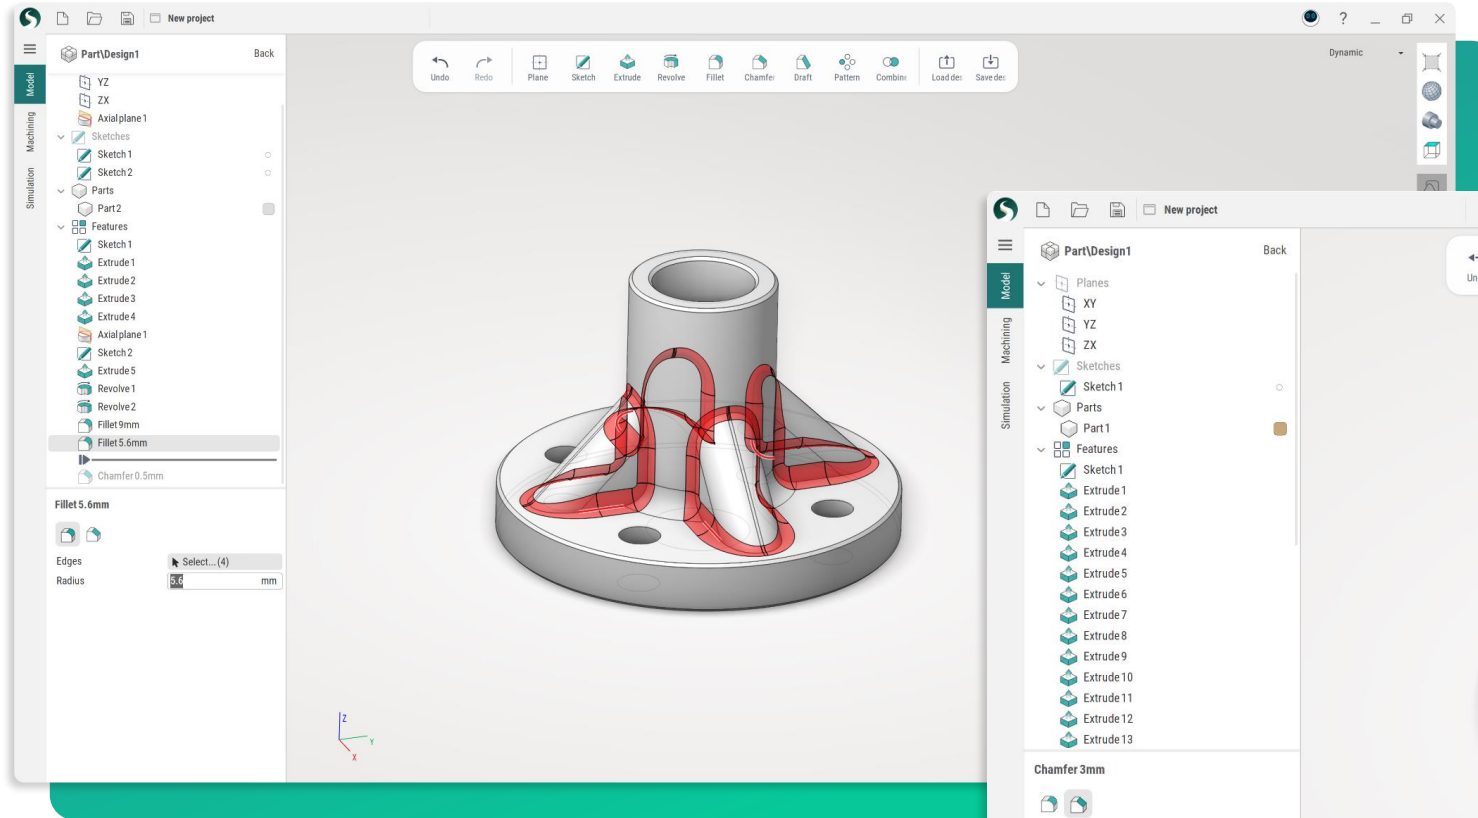 New project
?
Part\Design1
Back
Model
Machining
Simulation
YZ
ZX
Axial plane 1
Sketches
Sketch 1
Sketch 2
Parts
Part 2
Features
Sketch 1
Extrude 1
Extrude 2
Extrude 3
Extrude 4
Axial plane 1
Sketch 2
Extrude 5
Revolve 1
Revolve 2
Fillet 9mm
Fillet 5.6mm
Chamfer 0.5mm
Fillet 5.6mm
Edges
Select... (4)
Radius
5.6
mm
Undo
Redo
Plane
Sketch
Extrude
Revolve
Fillet
Chamfer
Draft
Pattern
Combine
Load de
Save de
Dynamic
Z
Y
X
New project
Part\Design1
Back
Un
Model
Machining
Simulation
Planes
XY
YZ
ZX
Sketches
Sketch 1
Parts
Part 1
Features
Sketch 1
Extrude 1
Extrude 2
Extrude 3
Extrude 4
Extrude 5
Extrude 6
Extrude 7
Extrude 8
Extrude 9
Extrude 10
Extrude 11
Extrude 12
Extrude 13
Chamfer 3mm